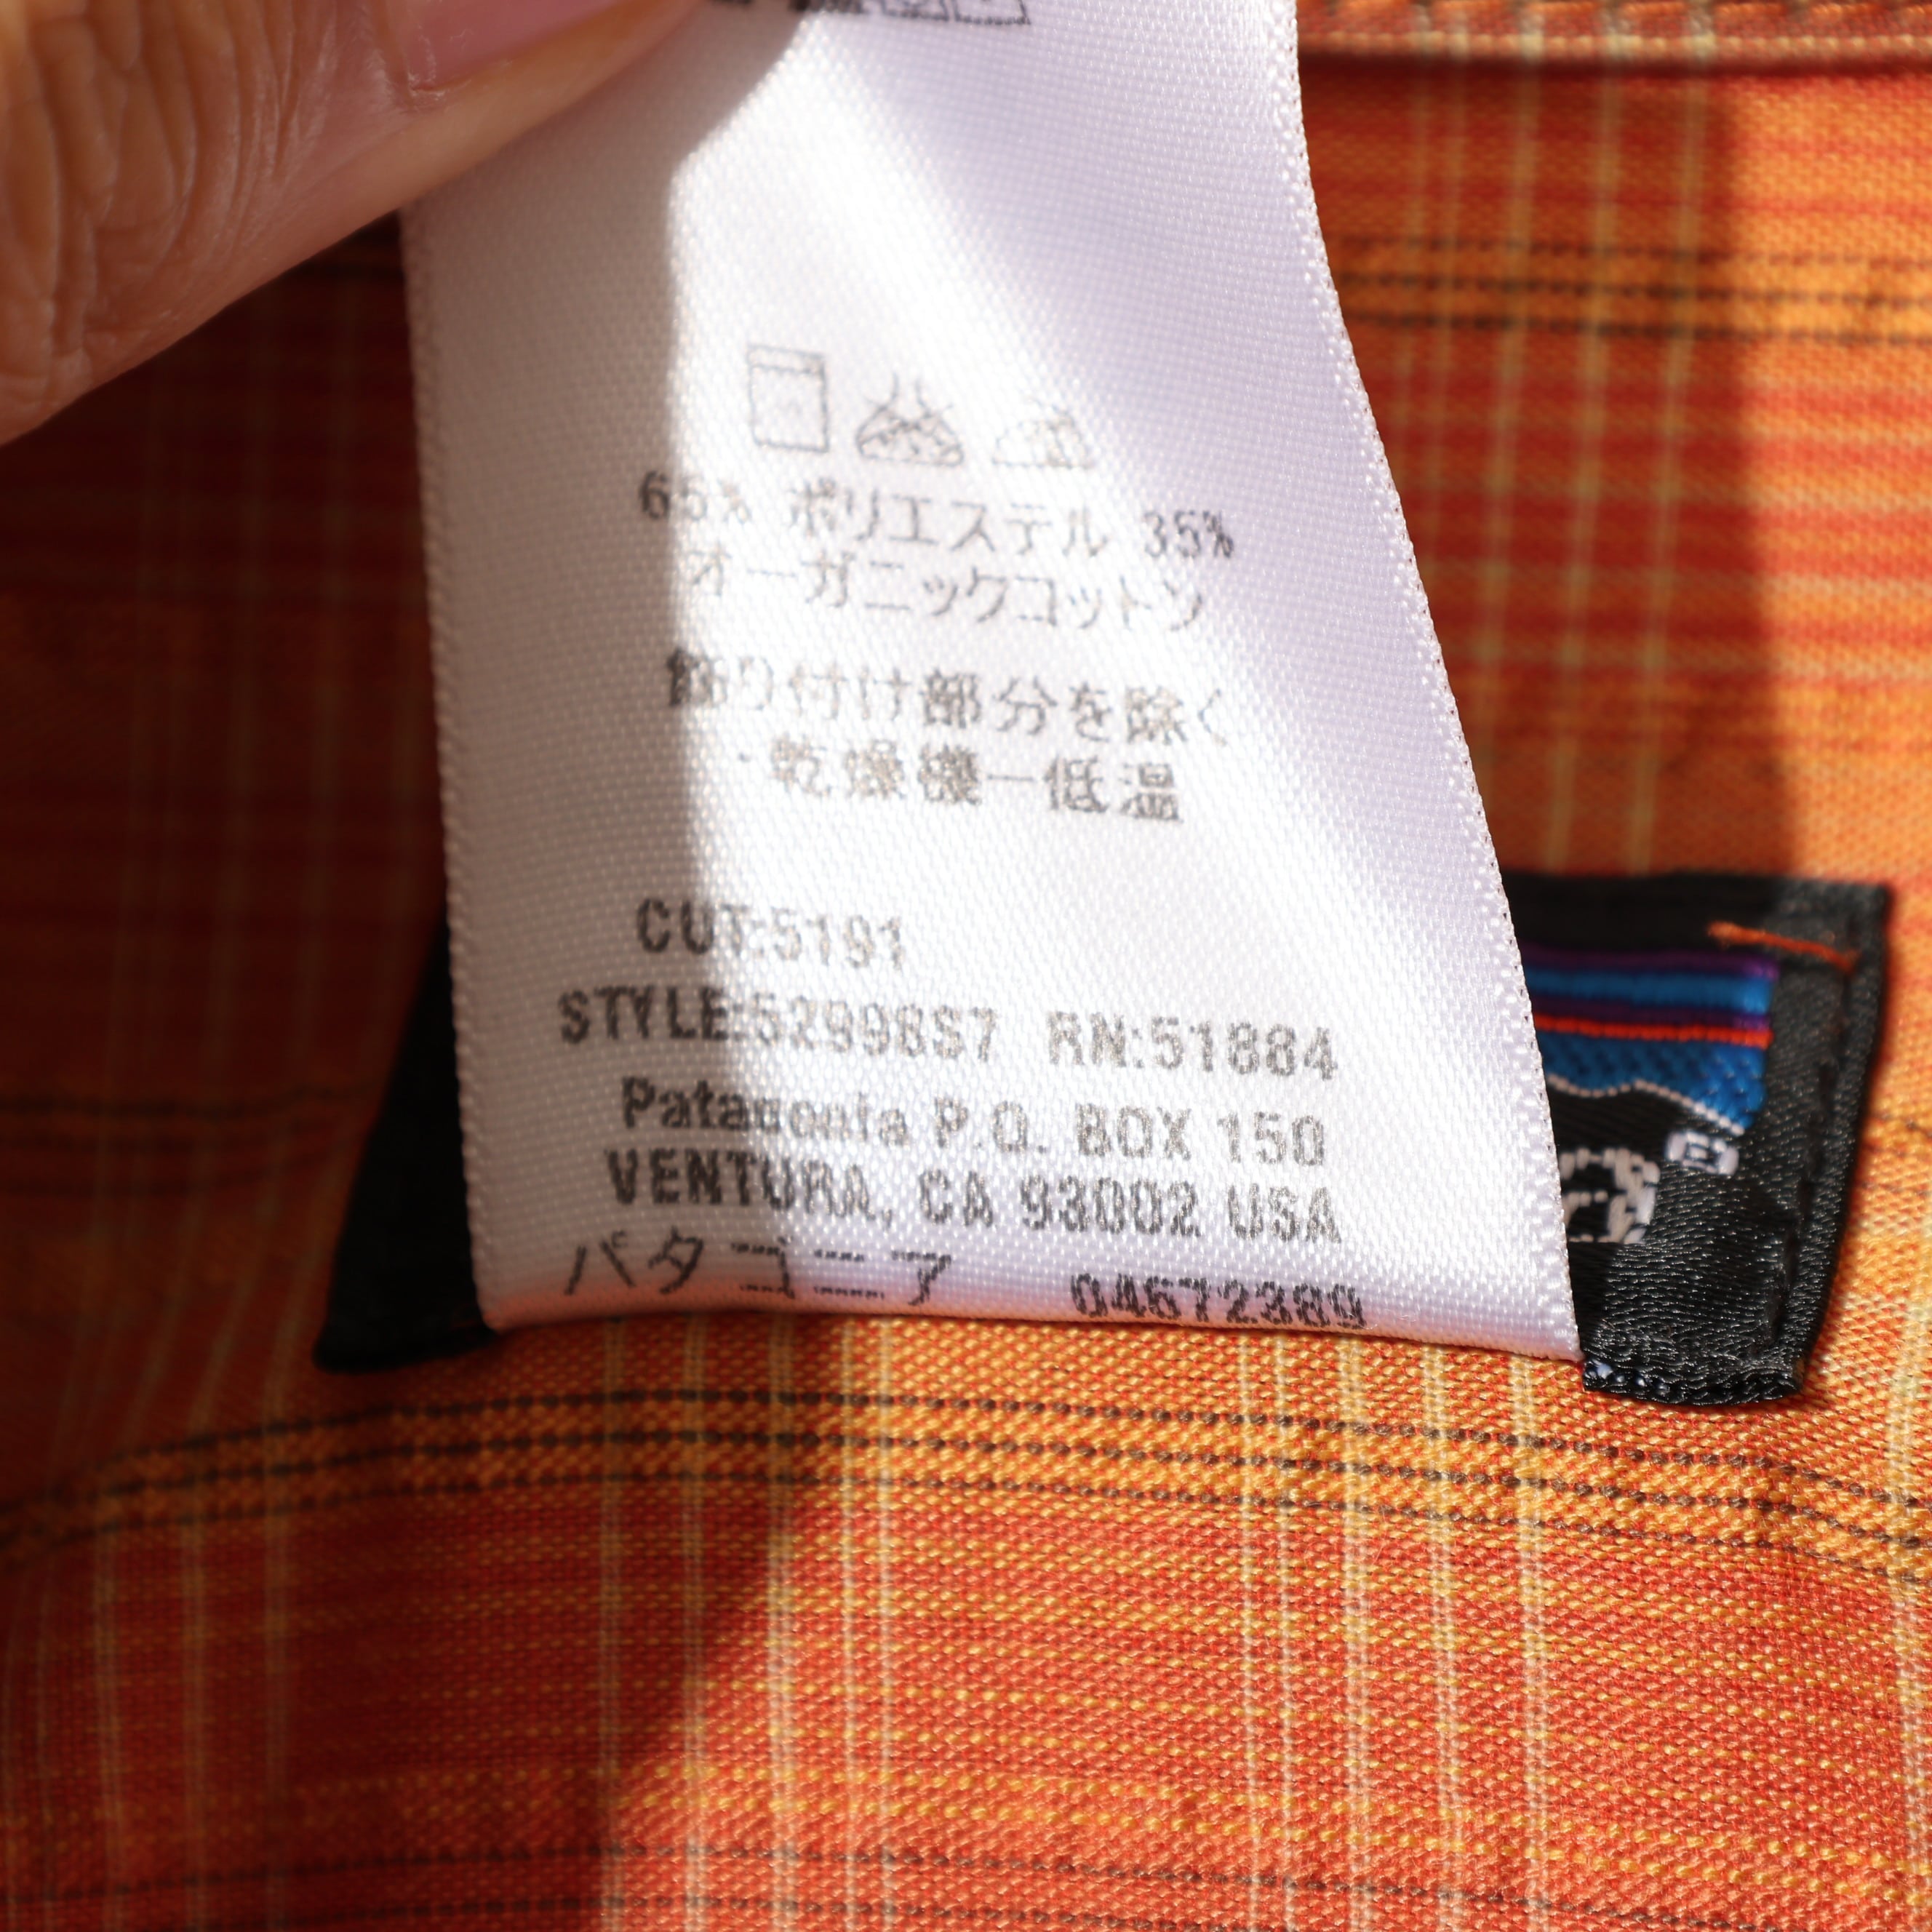 65% ポリエステル 35%
オーガニックコットン
飾り付け部分を除く
・乾燥機ー低温
CUT:5191
STYLE:52998S7 RN:51884
Patagonia P.O. BOX 150
VENTURA, CA 93002 USA
パタゴニア 04672389